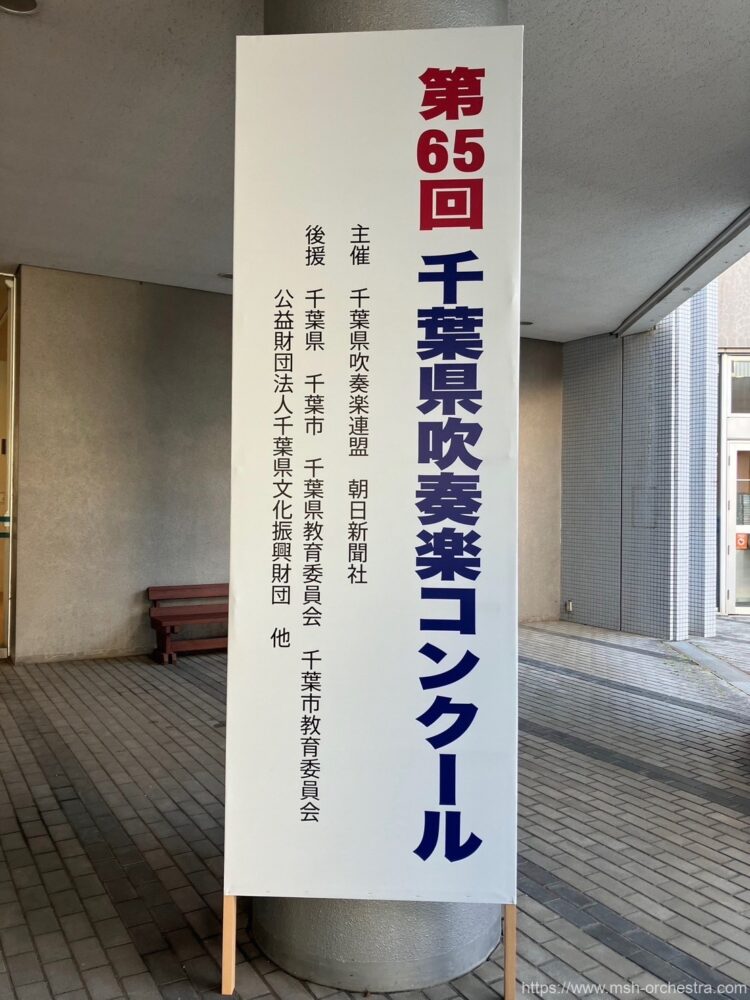 第65回 千葉県吹奏楽コンクール
主催 千葉県吹奏楽連盟 朝日新聞社
後援 千葉県 千葉市 千葉県教育委員会 千葉市教育委員会
公益財団法人千葉県文化振興財団 他
https://www.msh-orchestra.com/